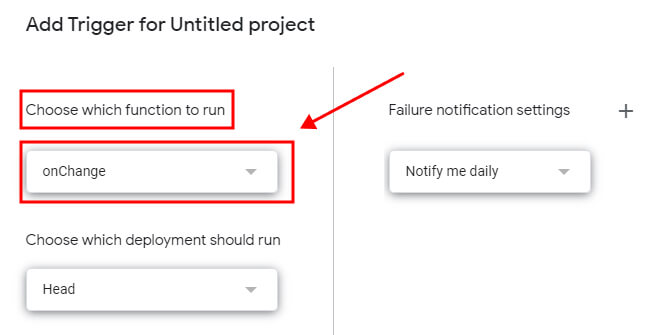 Add Trigger for Untitled project
Choose which function to run
onChange
Choose which deployment should run
Head
Failure notification settings
Notify me daily